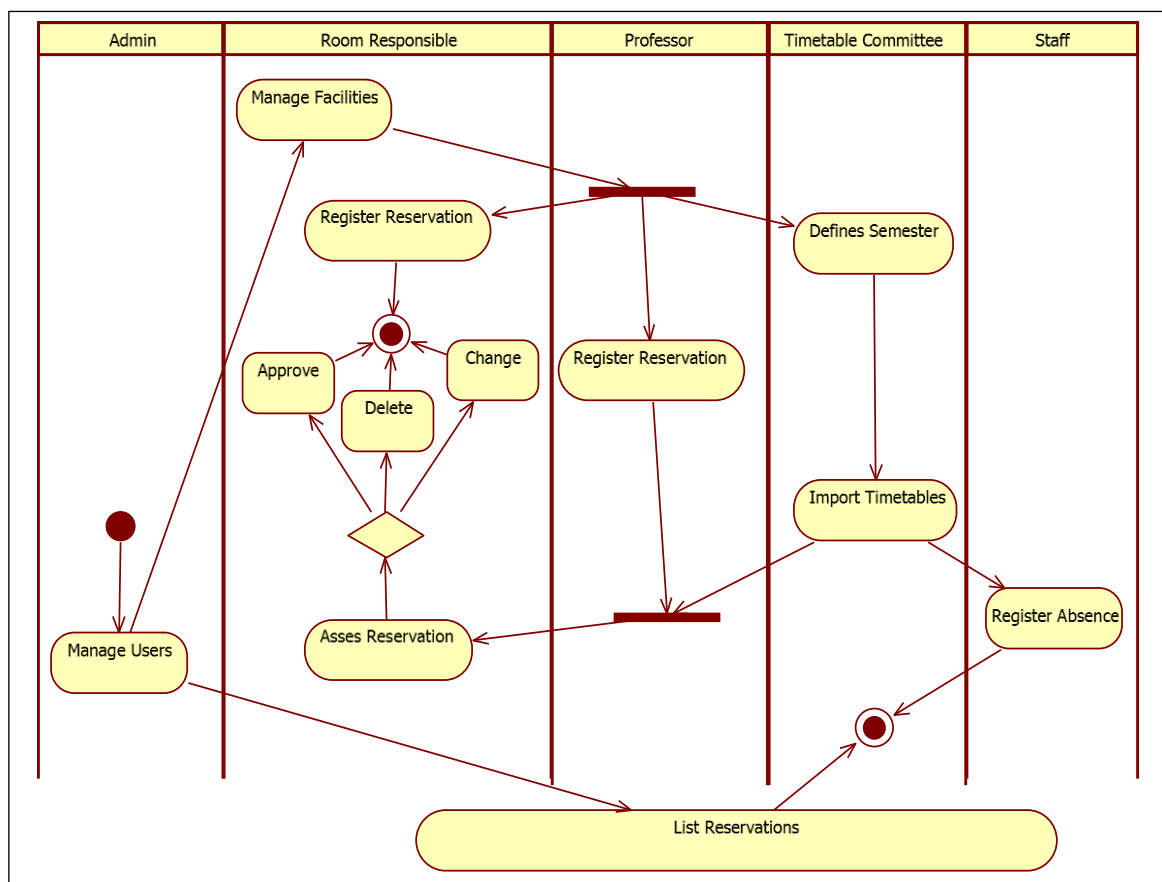 Admin
Room Responsible
Professor
Timetable Committee
Staff
Manage Facilities
Register Reservation
Defines Semester
Approve
Change
Register Reservation
Delete
Import Timetables
Manage Users
Asses Reservation
Register Absence
List Reservations